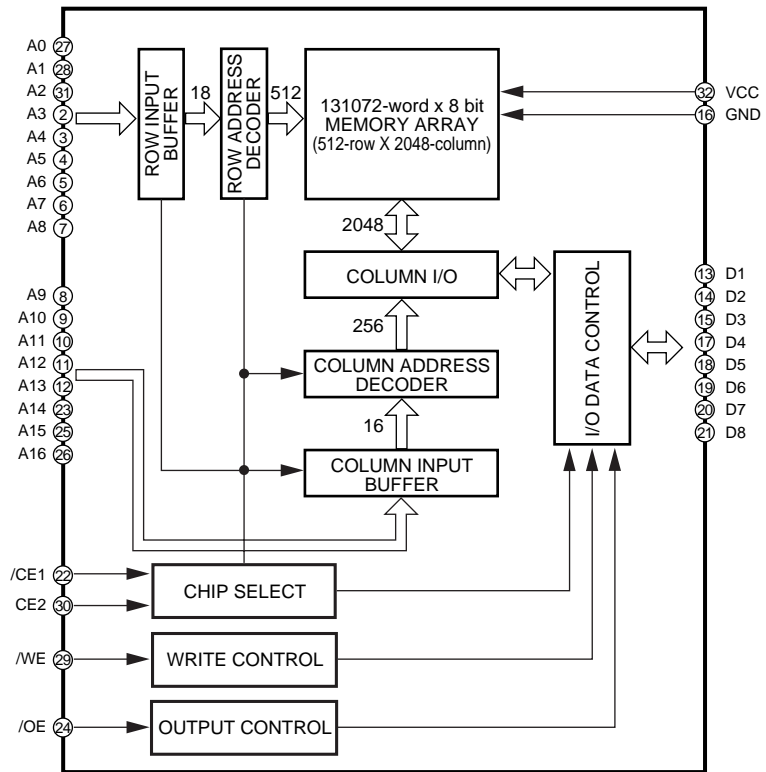 A0 27
A1 28
A2 31
A3 2
A4 3
A5 4
A6 5
A7 6
A8 7
A9 8
A10 9
A11 10
A12 11
A13 12
A14 23
A15 25
A16 26
/CE1 22
CE2 30
/WE 29
/OE 24
ROW INPUT
BUFFER
18
ROW ADDRESS
DECODER
512
131072-word x 8 bit
MEMORY ARRAY
(512-row X 2048-column)
2048
COLUMN I/O
256
COLUMN ADDRESS
DECODER
16
COLUMN INPUT
BUFFER
CHIP SELECT
WRITE CONTROL
OUTPUT CONTROL
I/O DATA CONTROL
32 VCC
16 GND
13 D1
14 D2
15 D3
17 D4
18 D5
19 D6
20 D7
21 D8